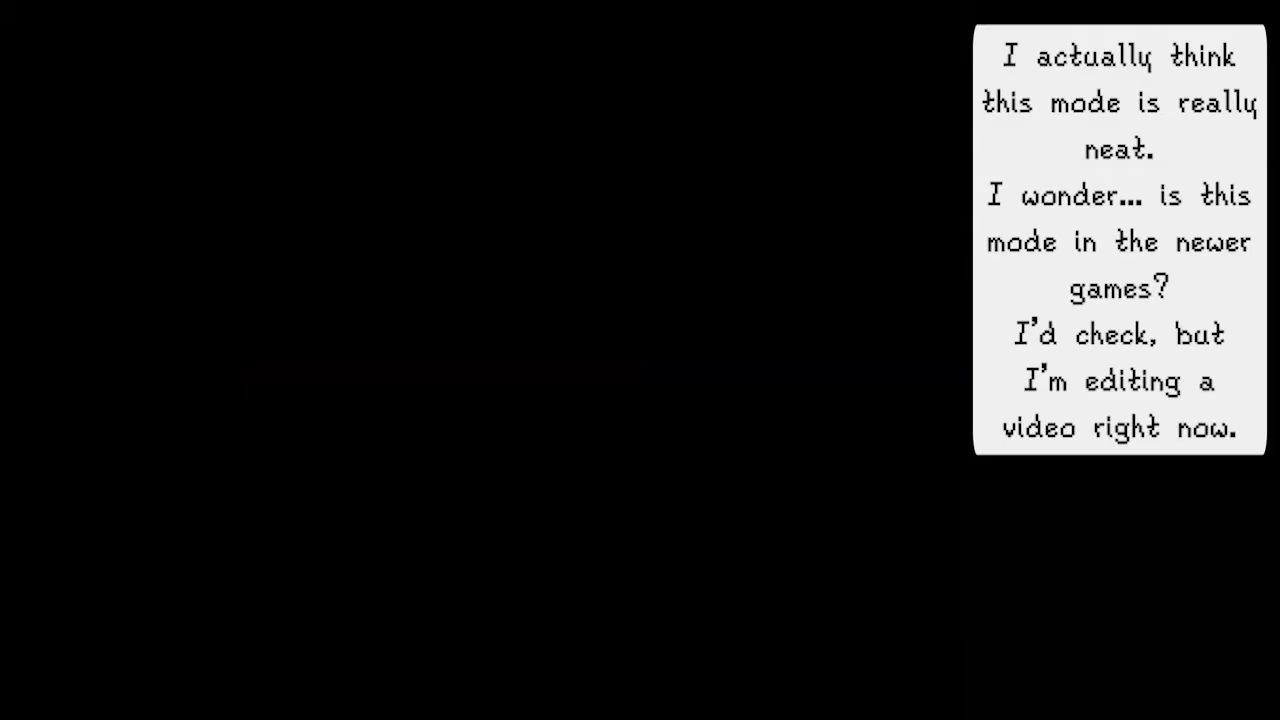 I actually think
this mode is really
neat.
I wonder... is this
mode in the newer
games?
I'd check, but
I'm editing a
video right now.